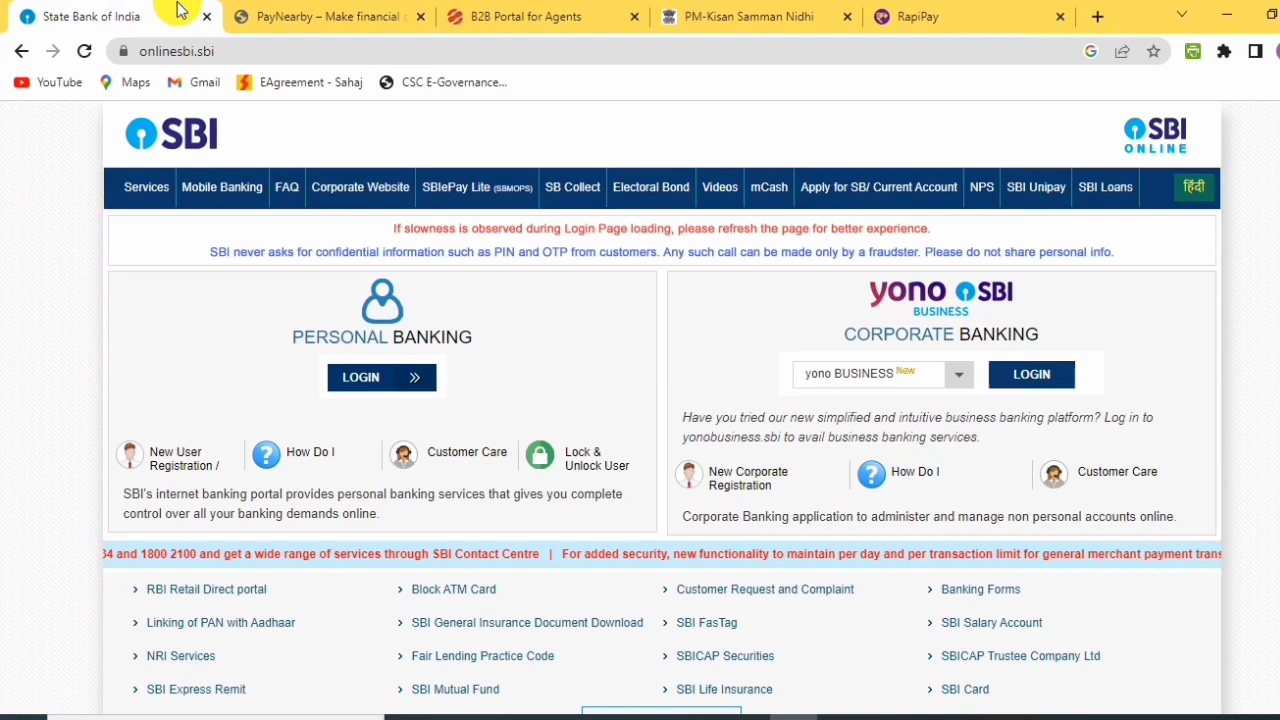 State Bank of India
PayNearby – Make financial s
B2B Portal for Agents
PM-Kisan Samman Nidhi
RapiPay
onlinesbi.sbi
YouTube
Maps
Gmail
EAgreement - Sahaj
CSC E-Governance...
SBI
SBI
ONLINE
Services
Mobile Banking
FAQ
Corporate Website
SBIePay Lite (SBMOPS)
SB Collect
Electoral Bond
Videos
mCash
Apply for SB/ Current Account
NPS
SBI Unipay
SBI Loans
हिंदी
If slowness is observed during Login Page loading, please refresh the page for better experience.
SBI never asks for confidential information such as PIN and OTP from customers. Any such call can be made only by a fraudster. Please do not share personal info.
PERSONAL BANKING
LOGIN
New User
Registration /
How Do I
Customer Care
Lock &
Unlock User
SBI's internet banking portal provides personal banking services that gives you complete
control over all your banking demands online.
yono SBI
BUSINESS
CORPORATE BANKING
yono BUSINESS New
LOGIN
Have you tried our new simplified and intuitive business banking platform? Log in to
yonobusiness.sbi to avail business banking services.
New Corporate
Registration
How Do I
Customer Care
Corporate Banking application to administer and manage non personal accounts online.
34 and 1800 2100 and get a wide range of services through SBI Contact Centre | For added security, new functionality to maintain per day and per transaction limit for general merchant payment trans
RBI Retail Direct portal
Block ATM Card
Customer Request and Complaint
Banking Forms
Linking of PAN with Aadhaar
SBI General Insurance Document Download
SBI FasTag
SBI Salary Account
NRI Services
Fair Lending Practice Code
SBICAP Securities
SBICAP Trustee Company Ltd
SBI Express Remit
SBI Mutual Fund
SBI Life Insurance
SBI Card